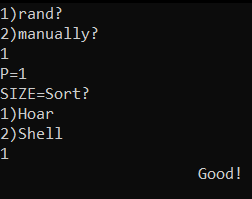 1)rand?
2)manually?
1
P=1
SIZE=Sort?
1)Hoar
2)Shell
1
Good!